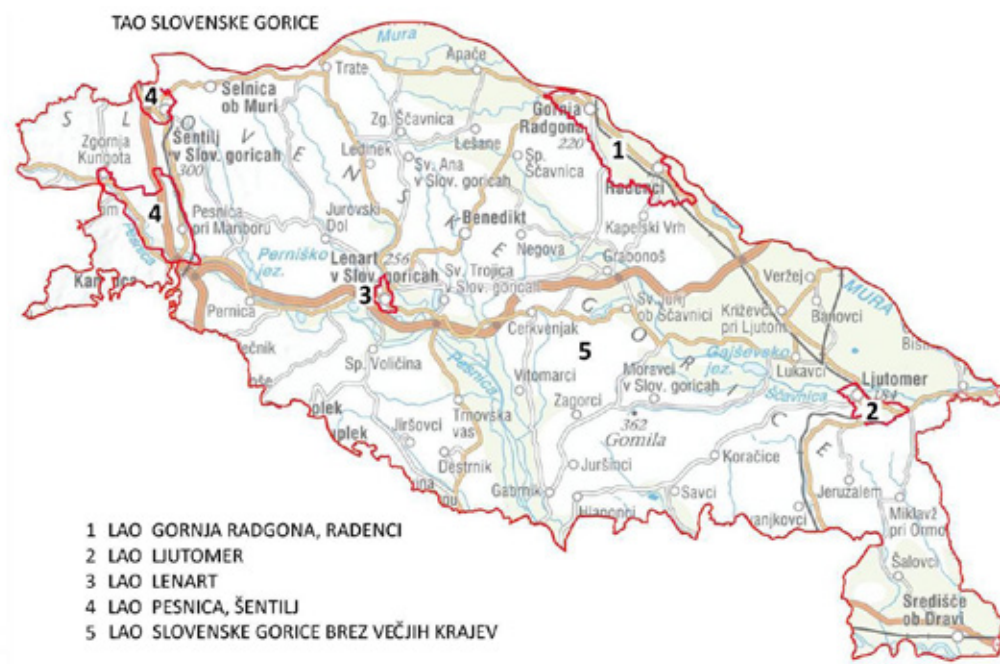 TAO SLOVENSKE GORICE
Mura
Trate
Apače
4
Selnica
ob Muri
Gornja
Radgona
220
S L O V E N S K E G O R I C E
Zgornja
Kungota
Šentilj
v Slov. goricah
300
Zg. Ščavnica
Lešane
Ledinek
Sv. Ana
v Slov. goricah
Sp.
Ščavnica
1
Radenci
4
Pesnica
pri Mariboru
Pesnica
Jurovski
Dol
Benedikt
Negova
Kapelski Vrh
Perniško
jez.
Lenart
v Slov. goricah
256
Sv. Trojica
v Slov. goricah
Grabonoš
Veržej
MURA
3
Pernica
Cerkvenjak
Sv. Jurij
ob Ščavnici
Križevci
pri Ljutom.
Banovci
5
Sp. Voličina
Pesnica
Vitomarci
Gajševsko
jez.
Lukavci
Moravci
v Slov. goricah
Ščavnica
Ljutomer
184
2
Zagorci
362
Gomila
Jiršovci
Trnovska
vas
Destrnik
Juršinci
Koračice
Gabrnik
Savci
Jeruzalem
Miklavž
pri Ormo
Šalovci
Središče
ob Dravi
1 LAO GORNJA RADGONA, RADENCI
2 LAO LJUTOMER
3 LAO LENART
4 LAO PESNICA, ŠENTILJ
5 LAO SLOVENSKE GORICE BREZ VEČJIH KRAJEV